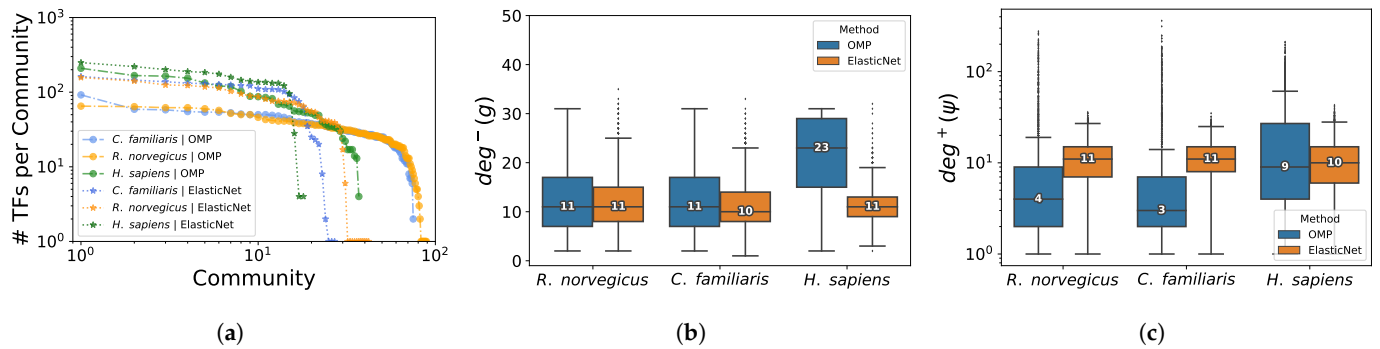 10³
10²
10¹
10⁰
# TFs per Community
C. familiaris | OMP
R. norvegicus | OMP
H. sapiens | OMP
C. familiaris | ElasticNet
R. norvegicus | ElasticNet
H. sapiens | ElasticNet
10⁰ 10¹ 10²
Community
(a)
50
40
30
20
10
0
deg⁻(g)
Method
OMP
ElasticNet
11 11 11 10 23 11
R. norvegicus C. familiaris H. sapiens
(b)
10²
10¹
10⁰
deg⁺(ψ)
4 11 3 11 9 10
Method
OMP
ElasticNet
R. norvegicus C. familiaris H. sapiens
(c)